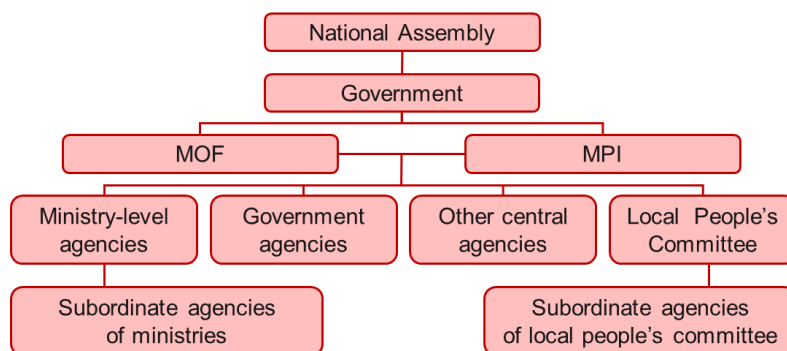 National Assembly
Government
MOF
MPI
Ministry-level
agencies
Government
agencies
Other central
agencies
Local People's
Committee
Subordinate agencies
of ministries
Subordinate agencies
of local people's committee